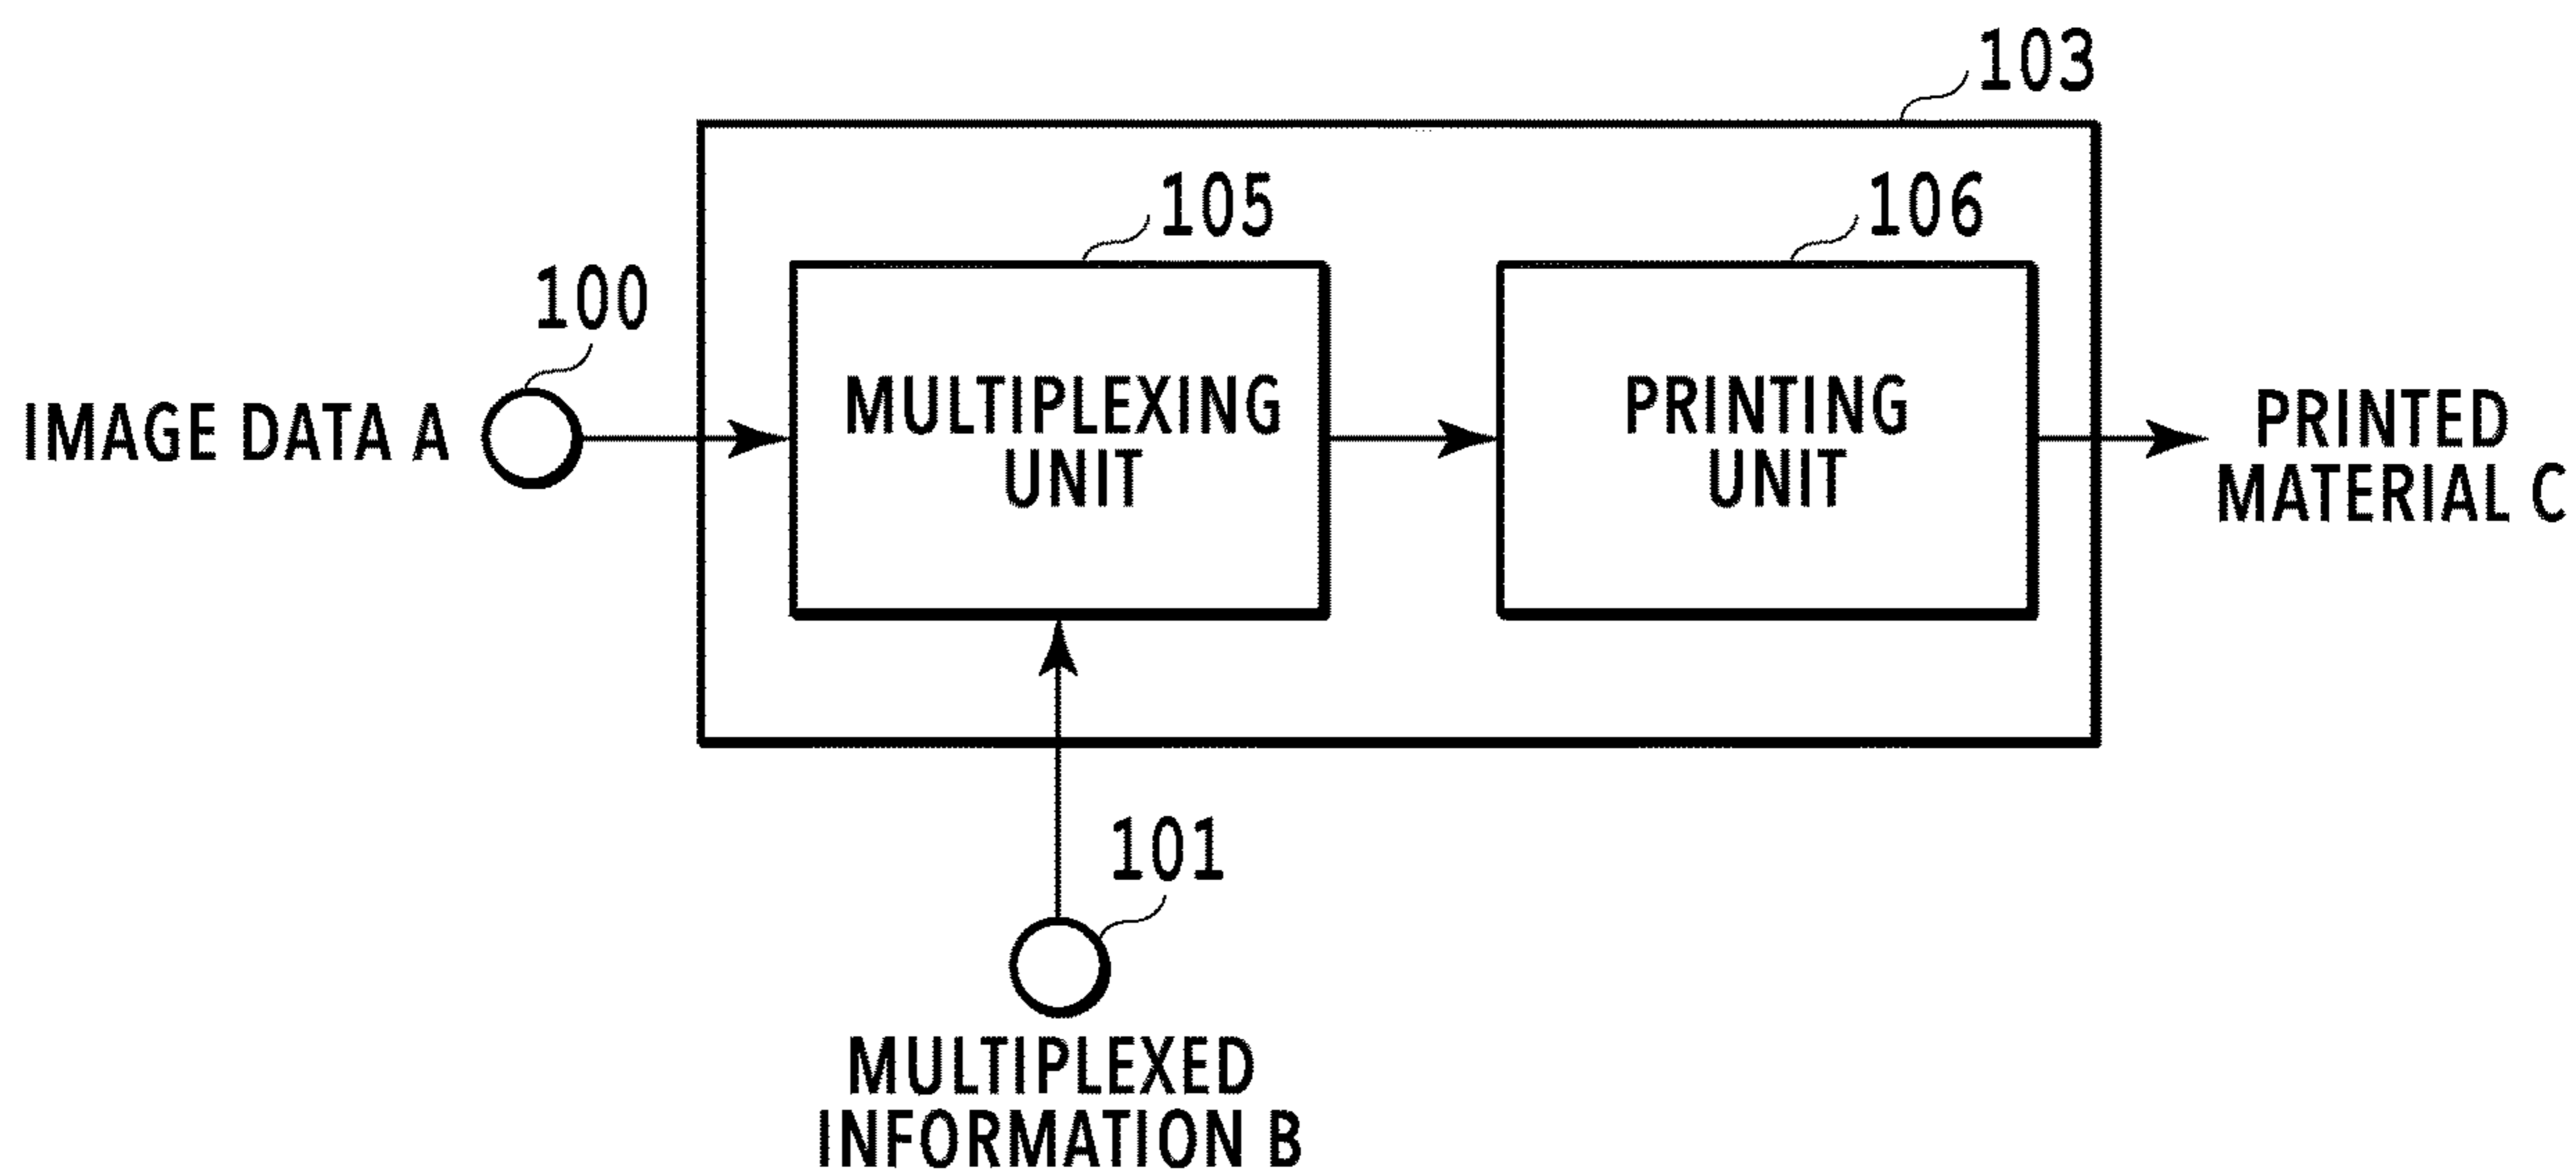 103
105
106
100
IMAGE DATA A
MULTIPLEXING
UNIT
PRINTING
UNIT
PRINTED
MATERIAL C
101
MULTIPLEXED
INFORMATION B